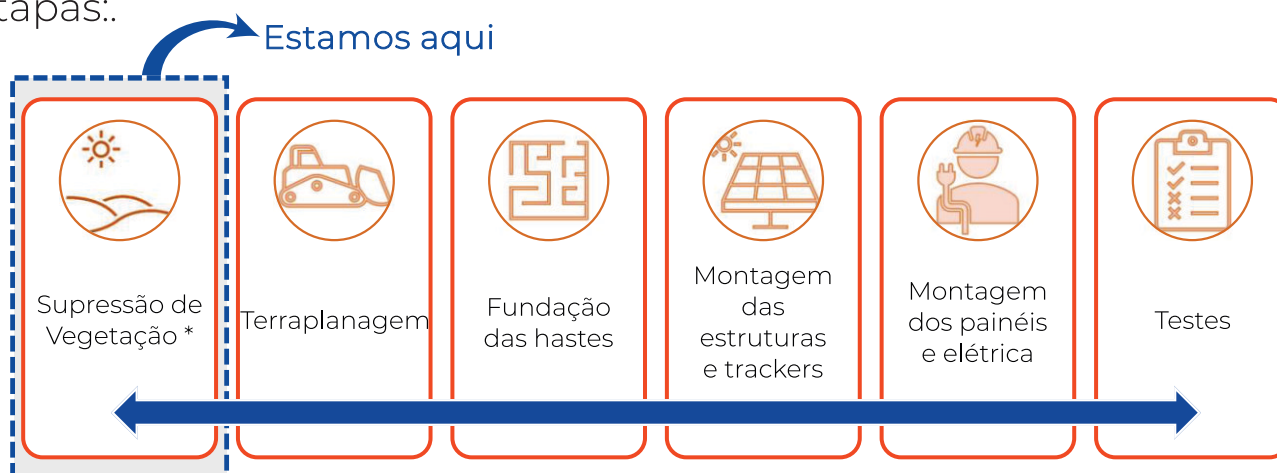 tapas:.
Estamos aqui
Supressão de
Vegetação *
Terraplanagem
Fundação
das hastes
Montagem
das
estruturas
e trackers
Montagem
dos painéis
e elétrica
Testes